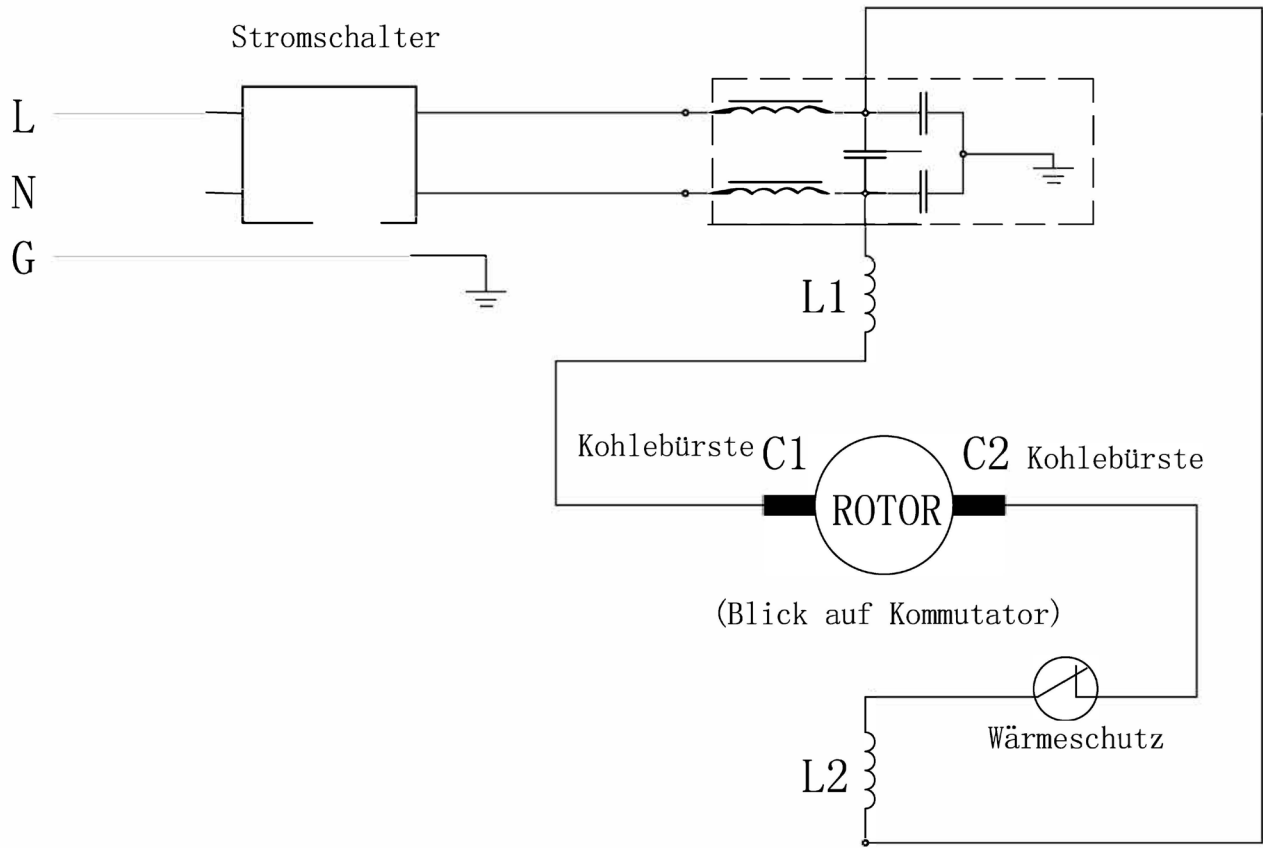 Stromschalter
L
N
G
L1
Kohlebürste C1
C2 Kohlebürste
ROTOR
(Blick auf Kommutator)
Wärmeschutz
L2